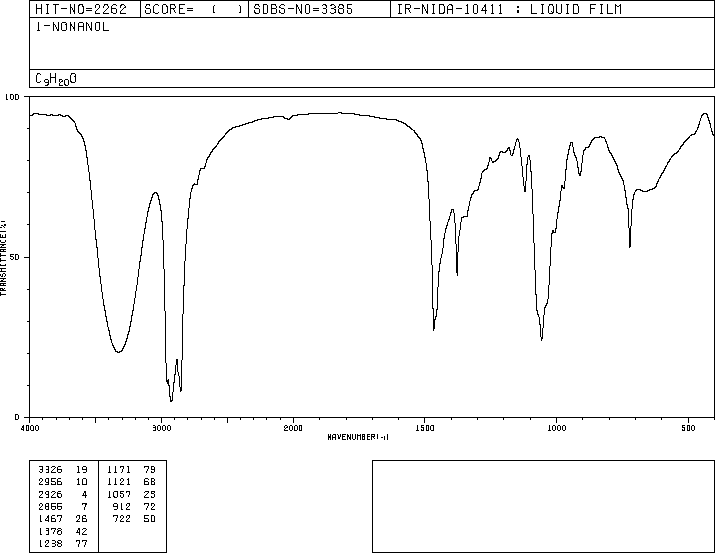 HIT-NO=2262 SCORE= ( ) SDBS-NO=3385 IR-NIDA-10411 : LIQUID FILM
1-NONANOL
C9H20O
100
TRANSMITTANCE(%)
50
0
4000 3000 2000 1500 1000 500
WAVENUMBER(-1)
3326 19 1171 79
2956 10 1121 68
2926 4 1057 23
2855 7 912 72
1467 26 722 50
1378 42
1238 77